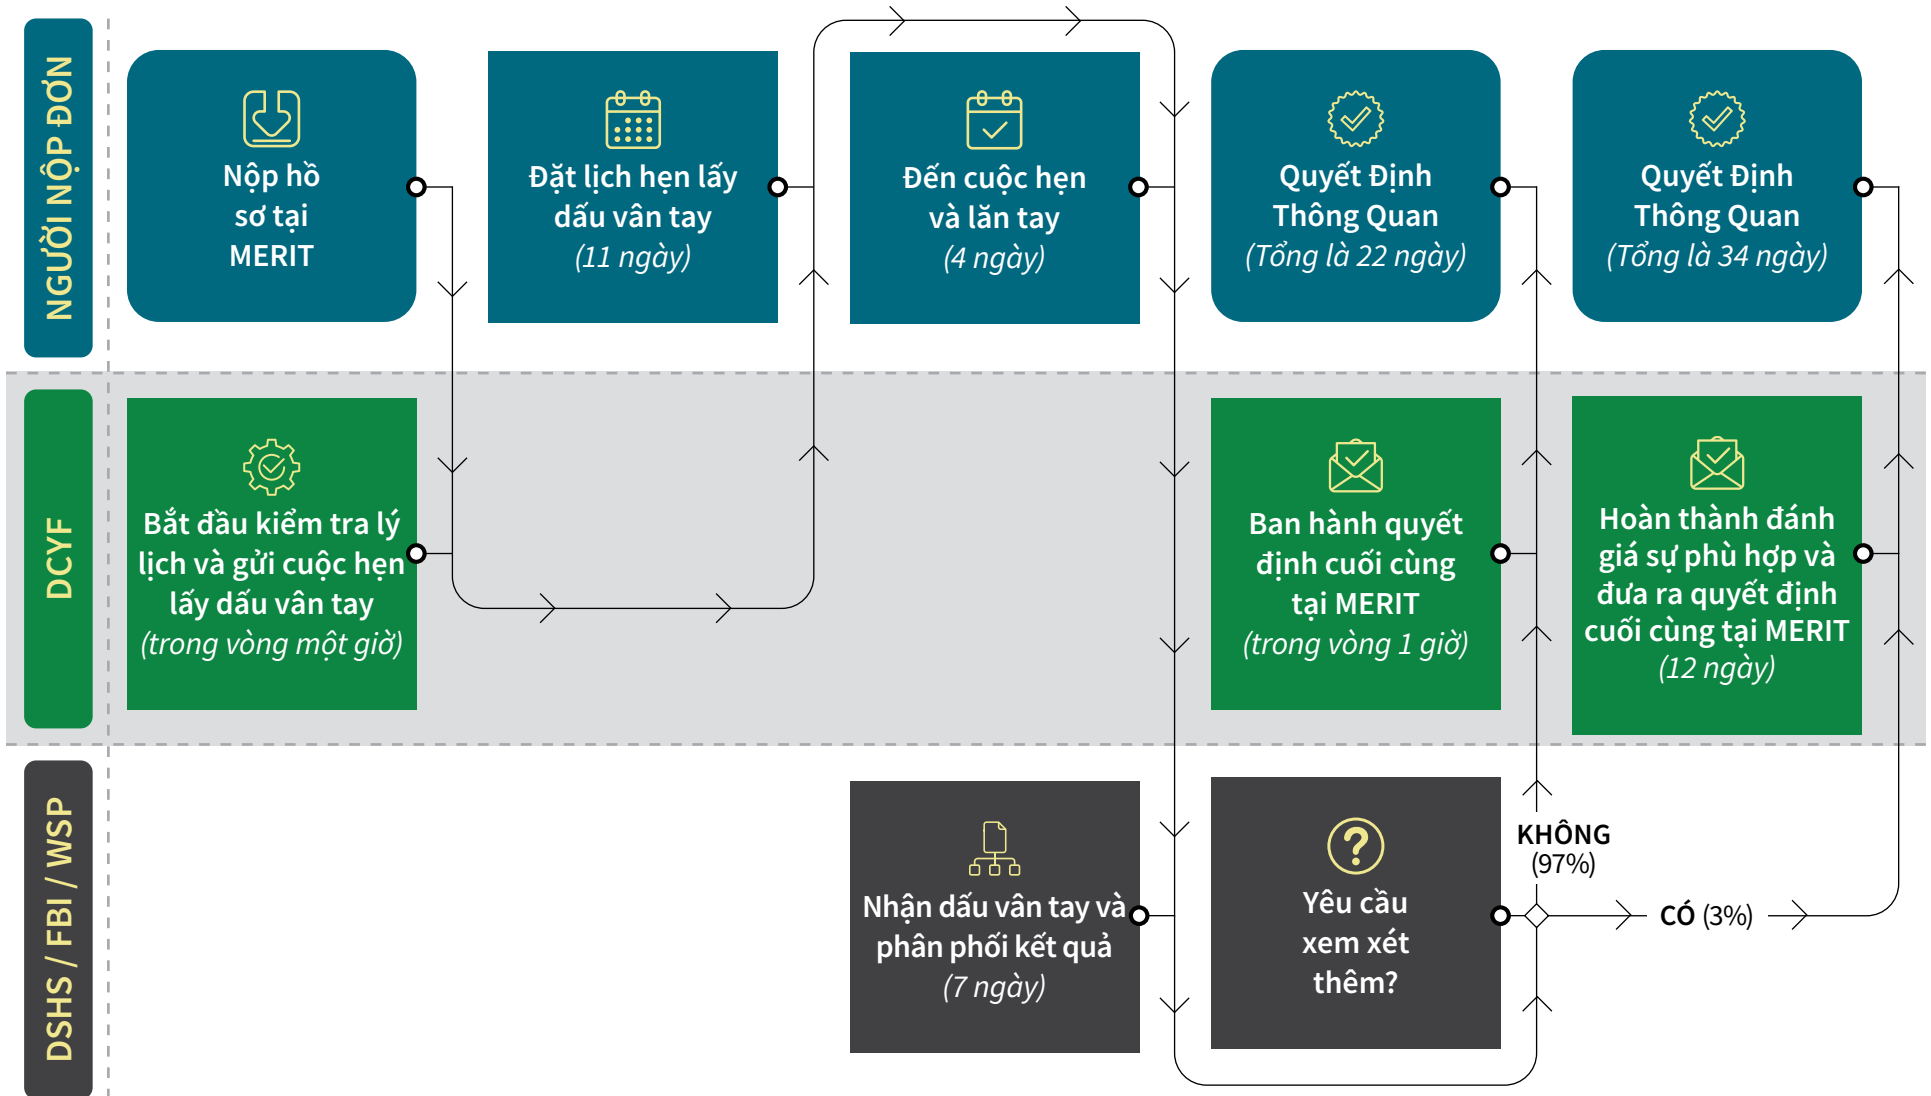 NGƯỜI NỘP ĐƠN
Nộp hồ
sơ tại
MERIT
Đặt lịch hẹn lấy
dấu vân tay
(11 ngày)
Đến cuộc hẹn
và lăn tay
(4 ngày)
Quyết Định
Thông Quan
(Tổng là 22 ngày)
Quyết Định
Thông Quan
(Tổng là 34 ngày)
DCYF
Bắt đầu kiểm tra lý
lịch và gửi cuộc hẹn
lấy dấu vân tay
(trong vòng một giờ)
Ban hành quyết
định cuối cùng
tại MERIT
(trong vòng 1 giờ)
Hoàn thành đánh
giá sự phù hợp và
đưa ra quyết định
cuối cùng tại MERIT
(12 ngày)
DSHS / FBI / WSP
Nhận dấu vân tay và
phân phối kết quả
(7 ngày)
Yêu cầu
xem xét
thêm?
KHÔNG
(97%)
CÓ (3%)